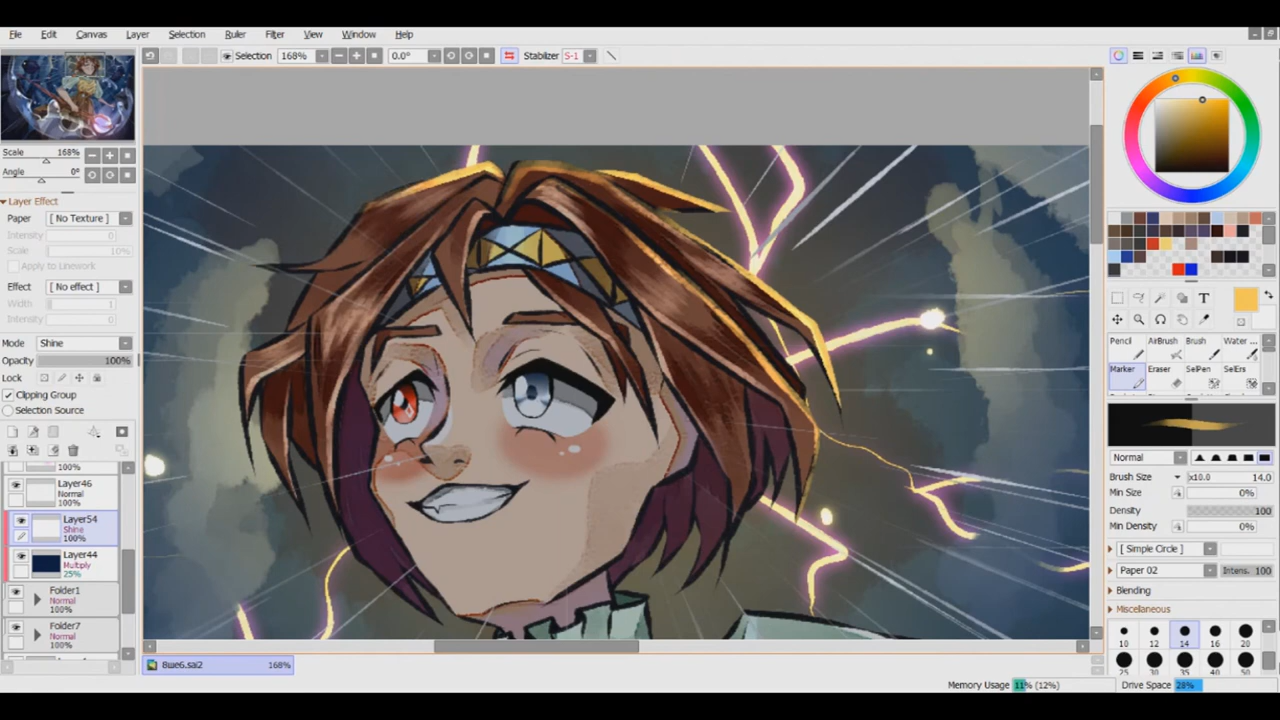 File Edit Canvas Layer Selection Ruler Filter View Window Help
Selection 168% 0.0° Stabilizer S-1
Scale 168%
Angle 0°
Layer Effect
Paper [ No Texture ]
Intensity 0
Scale 10%
Apply to Linework
Effect [ No effect ]
Width 1
Intensity 0
Mode Shine
Opacity 100%
Lock
Clipping Group
Selection Source
100%
Layer46
Normal
100%
Layer54
Shine
100%
Layer44
Multiply
25%
Folder1
Normal
100%
Folder7
Normal
100%
T
Pencil AirBrush Brush Water ...
Marker Eraser SelPen SelErs
Normal
Brush Size x10.0 14.0
Min Size 0%
Density 100
Min Density 0%
[ Simple Circle ]
Paper 02 Intens. 100
Blending
Miscellaneous
10 12 14 16 20
25 30 35 40 50
8ue6.sai2 168%
Memory Usage 11% (12%) Drive Space 28%